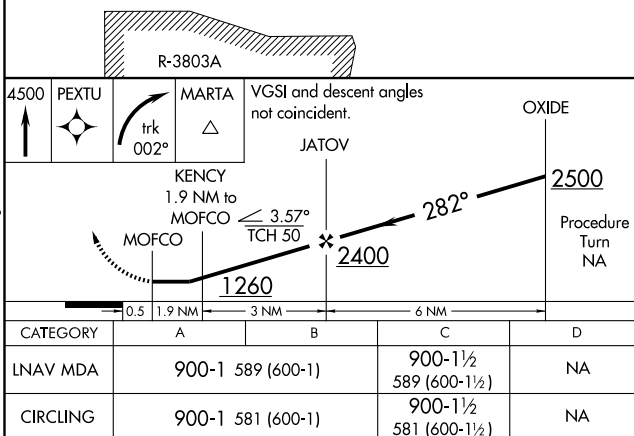 R-3803A
4500 PEXTU trk 002° MARTA
VGSI and descent angles
not coincident.
OXIDE
JATOV
KENCY
1.9 NM to
MOFCO
3.57°
TCH 50
282°
2500
Procedure
Turn
NA
MOFCO
2400
1260
0.5 1.9 NM 3 NM 6 NM
CATEGORY A B C D
LNAV MDA 900-1 589 (600-1) 900-1½ 589 (600-1½) NA
CIRCLING 900-1 581 (600-1) 900-1½ 581 (600-1½) NA